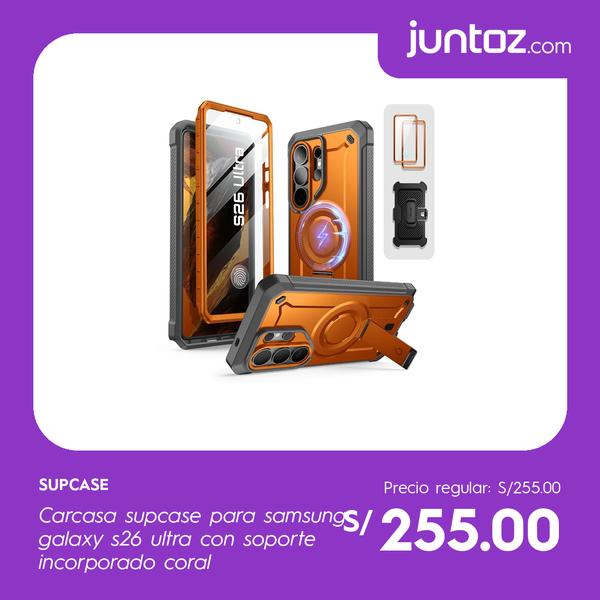 juntoz.com
S26 Ultra
SUPCASE
Precio regular: S/255.00
Carcasa supcase para samsung
galaxy s26 ultra con soporte
incorporado coral
S/ 255.00